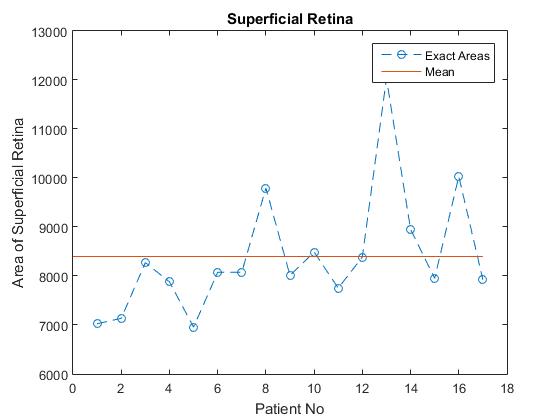 Superficial Retina
13000
12000
11000
10000
9000
8000
7000
6000
Area of Superficial Retina
Exact Areas
Mean
0 2 4 6 8 10 12 14 16 18
Patient No